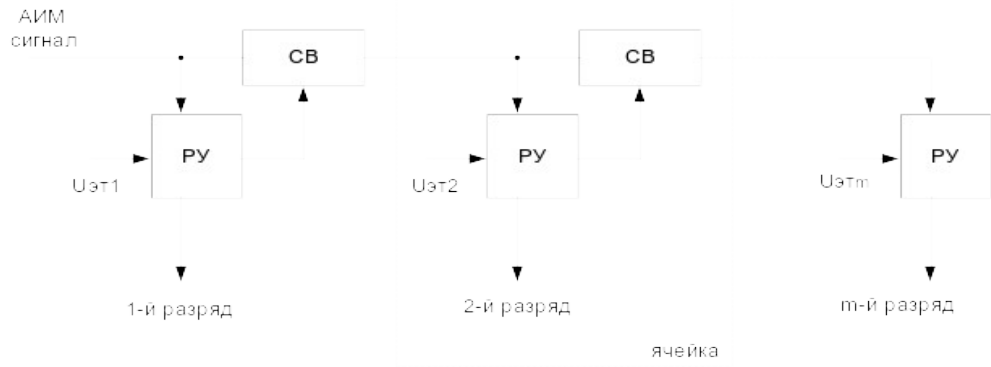 АИМ
сигнал
СВ
СВ
РУ
РУ
РУ
Uэт1
Uэт2
Uэтm
1-й разряд
2-й разряд
m-й разряд
ячейка